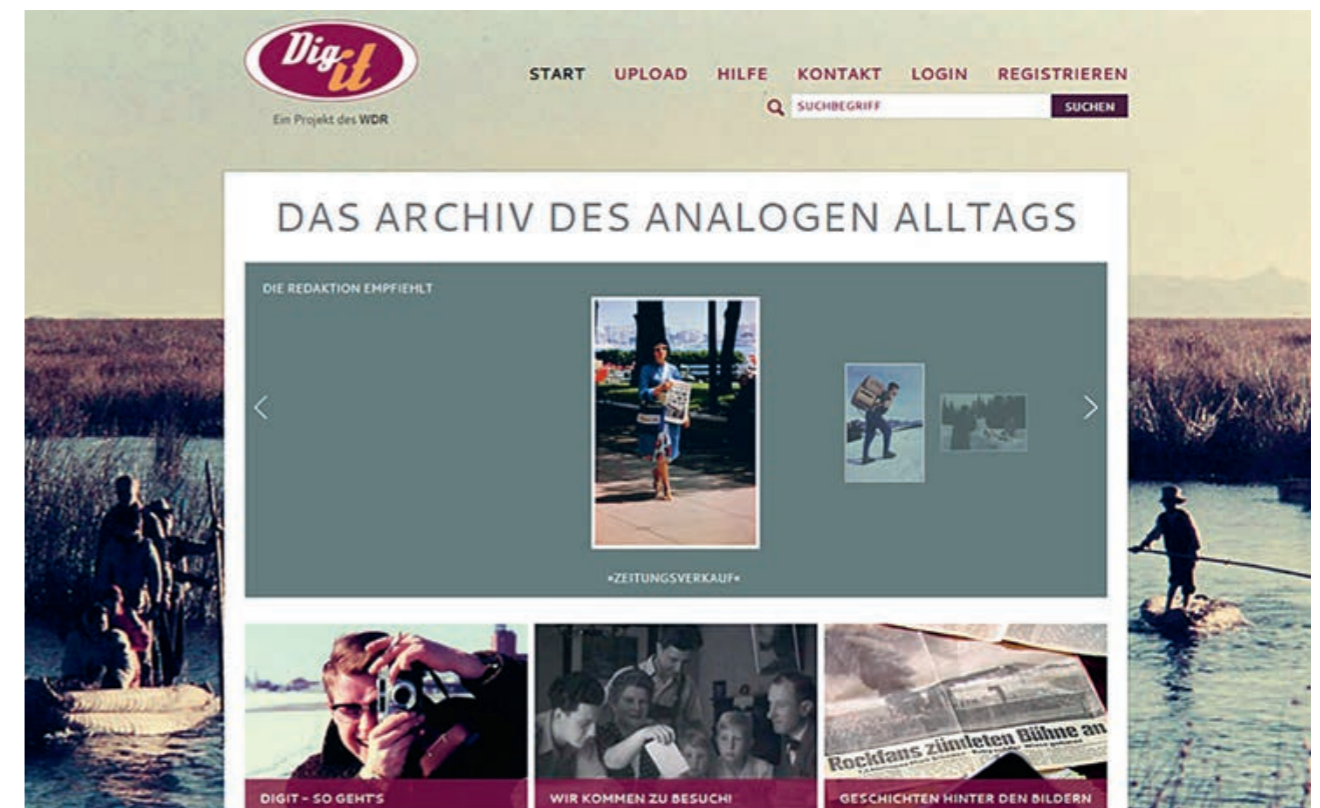 Dig it
Ein Projekt des WDR
START UPLOAD HILFE KONTAKT LOGIN REGISTRIEREN
SUCHBEGRIFF SUCHEN
DAS ARCHIV DES ANALOGEN ALLTAGS
DIE REDAKTION EMPFIEHLT
»ZEITUNGSVERKAUF«
Rockfans zündeten Bühne an
DIGIT – SO GEHT'S
WIR KOMMEN ZU BESUCH!
GESCHICHTEN HINTER DEN BILDERN